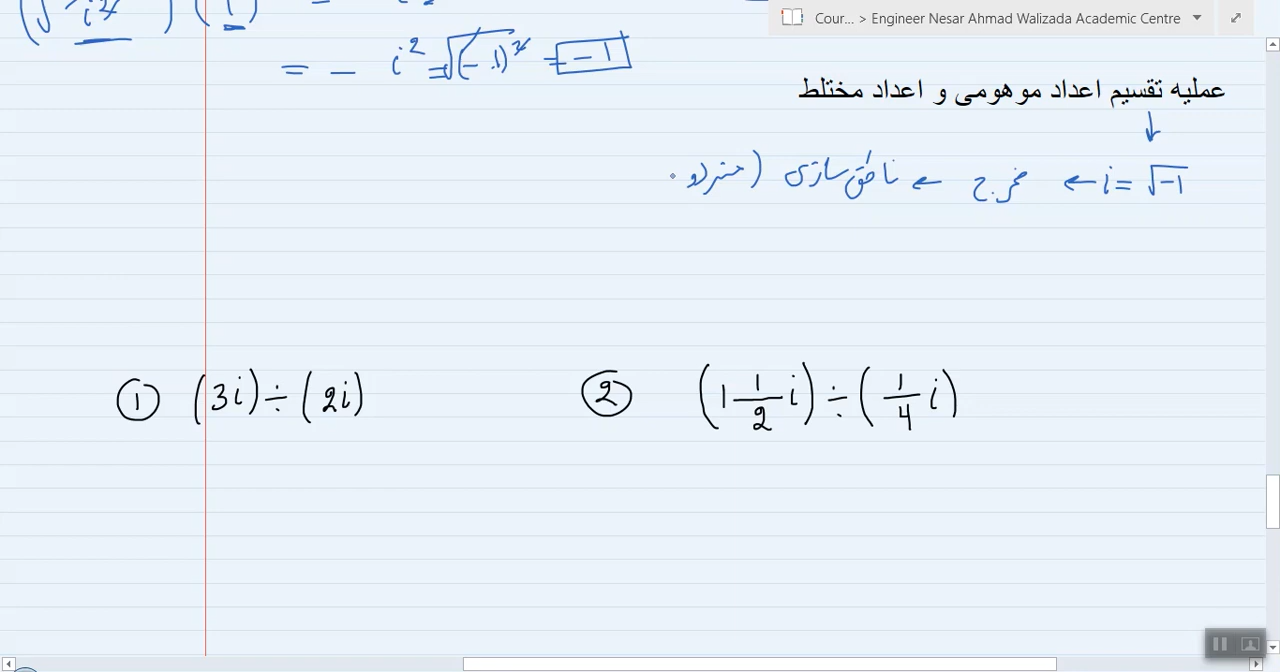 Cour... > Engineer Nesar Ahmad Walizada Academic Centre
= - i² = √(-1)² = -1
عملیه تقسیم اعداد موهومی و اعداد مختلط
↓
√-1 = i ← مخرج ← ناطق سازی (
① (3i) ÷ (2i)
② (1 1/2 i) ÷ (1/4 i)